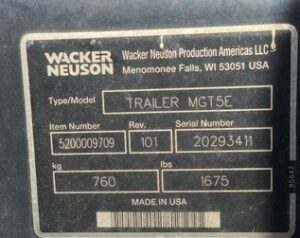 WACKER NEUSON
Wacker Neuson Production Americas LLC
Menomonee Falls, WI 53051 USA
Type/Model TRAILER MGT5E
Item Number Rev. Serial Number
5200009709 101 20293411
kg lbs
760 1675
MADE IN USA